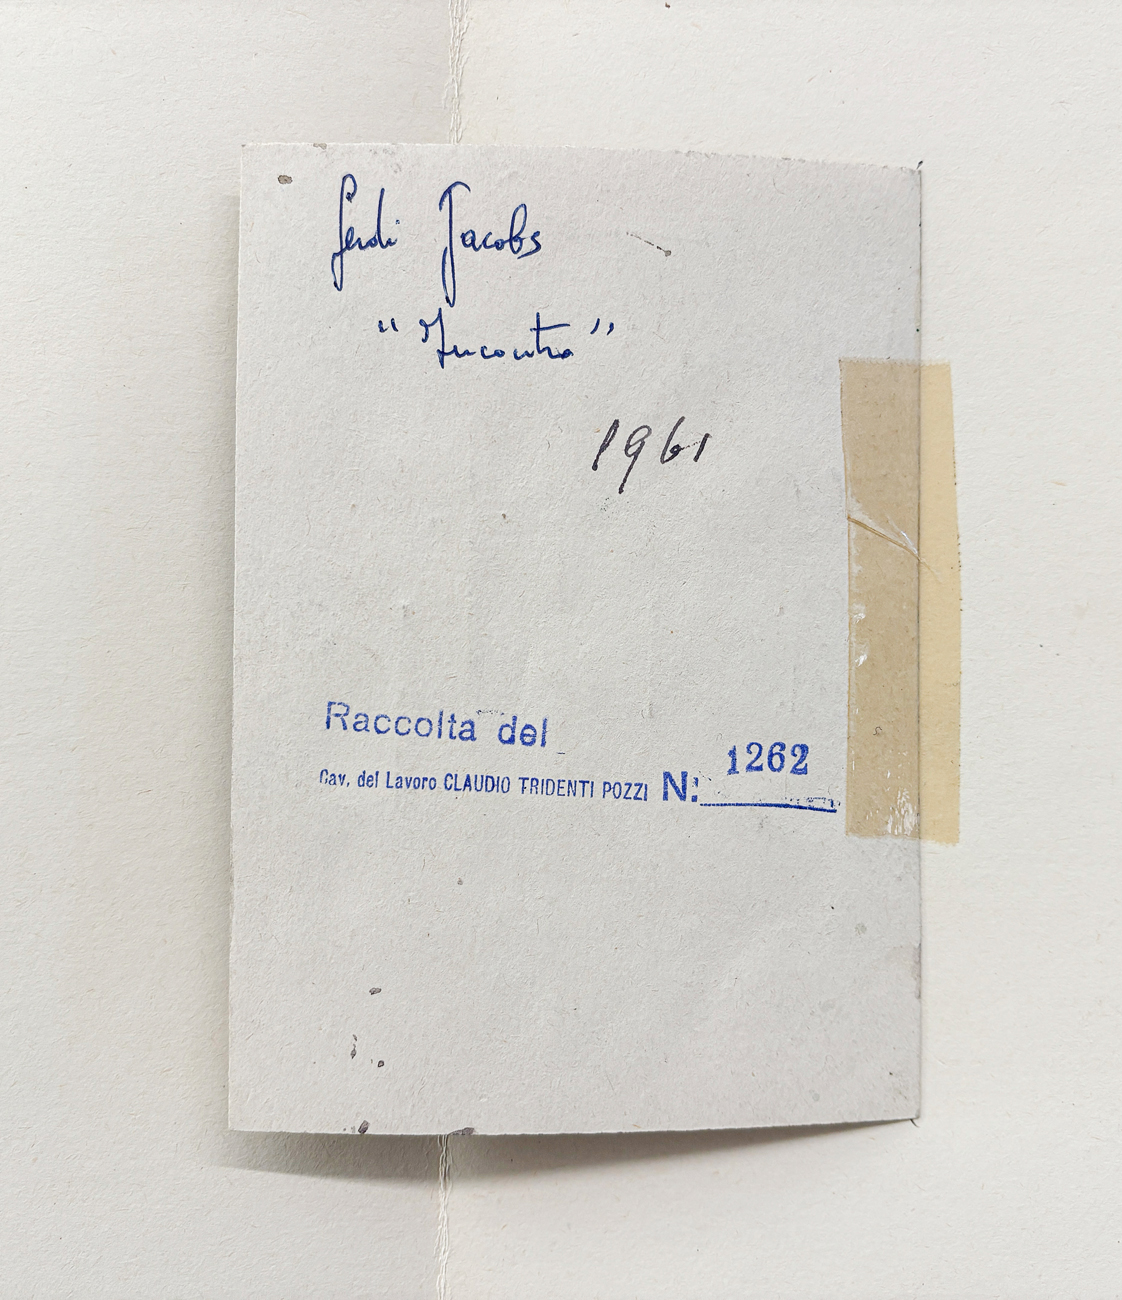 Ferdi Jacobs
"Incontro"
1961
Raccolta del
Cav. del Lavoro CLAUDIO TRIDENTI POZZI N: 1262